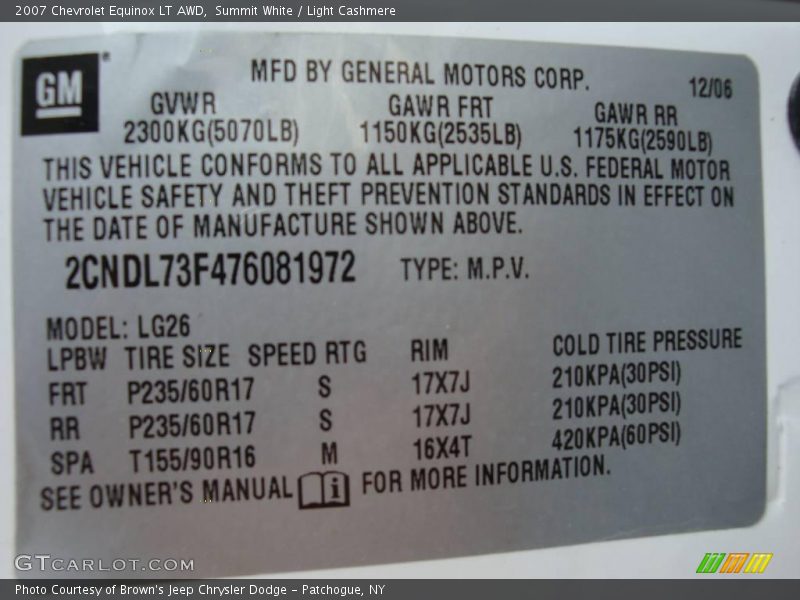 2007 Chevrolet Equinox LT AWD, Summit White / Light Cashmere
GM
MFD BY GENERAL MOTORS CORP.
12/06
GVWR GAWR FRT GAWR RR
2300KG(5070LB) 1150KG(2535LB) 1175KG(2590LB)
THIS VEHICLE CONFORMS TO ALL APPLICABLE U.S. FEDERAL MOTOR
VEHICLE SAFETY AND THEFT PREVENTION STANDARDS IN EFFECT ON
THE DATE OF MANUFACTURE SHOWN ABOVE.
2CNDL73F476081972 TYPE: M.P.V.
MODEL: LG26
LPBW TIRE SIZE SPEED RTG RIM COLD TIRE PRESSURE
FRT P235/60R17 S 17X7J 210KPA(30PSI)
RR P235/60R17 S 17X7J 210KPA(30PSI)
SPA T155/90R16 M 16X4T 420KPA(60PSI)
SEE OWNER'S MANUAL i FOR MORE INFORMATION.
GTCARLOT.COM
Photo Courtesy of Brown's Jeep Chrysler Dodge - Patchogue, NY